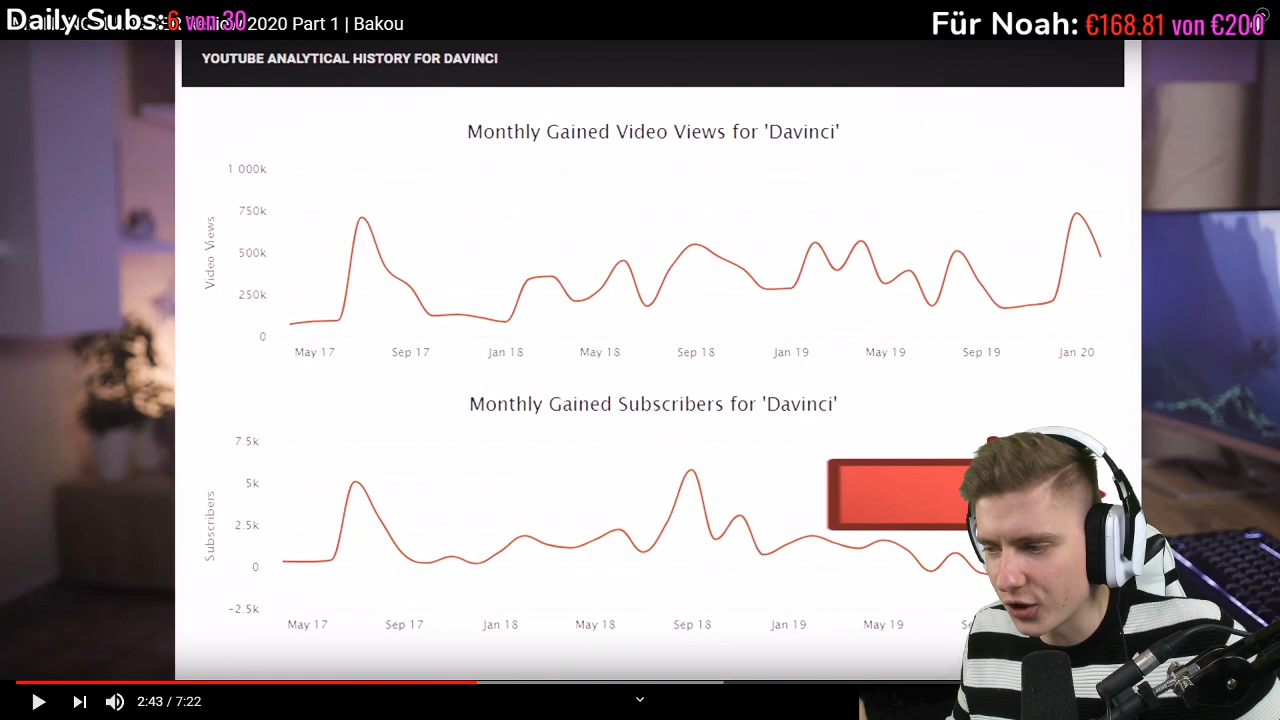 Daily Subs: 6 von 30
2020 Part 1 | Bakou
Für Noah: €168.81 von €200
YOUTUBE ANALYTICAL HISTORY FOR DAVINCI
Monthly Gained Video Views for 'Davinci'
1 000k
750k
500k
250k
0
Video Views
May 17 Sep 17 Jan 18 May 18 Sep 18 Jan 19 May 19 Sep 19 Jan 20
Monthly Gained Subscribers for 'Davinci'
7.5k
5k
2.5k
0
-2.5k
Subscribers
May 17 Sep 17 Jan 18 May 18 Sep 18 Jan 19 May 19
2:43 / 7:22